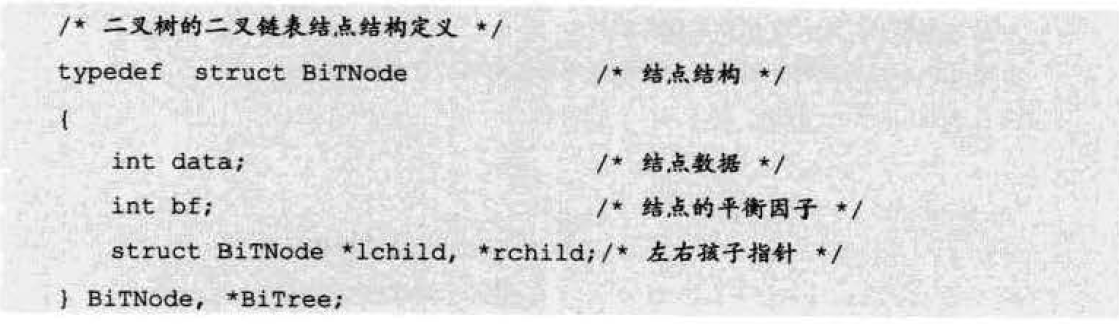 /* 二叉树的二叉链表结点结构定义 */
typedef  struct BiTNode                /* 结点结构 */
{
   int data;                           /* 结点数据 */
   int bf;                             /* 结点的平衡因子 */
   struct BiTNode *lchild, *rchild;/* 左右孩子指针 */
} BiTNode, *BiTree;